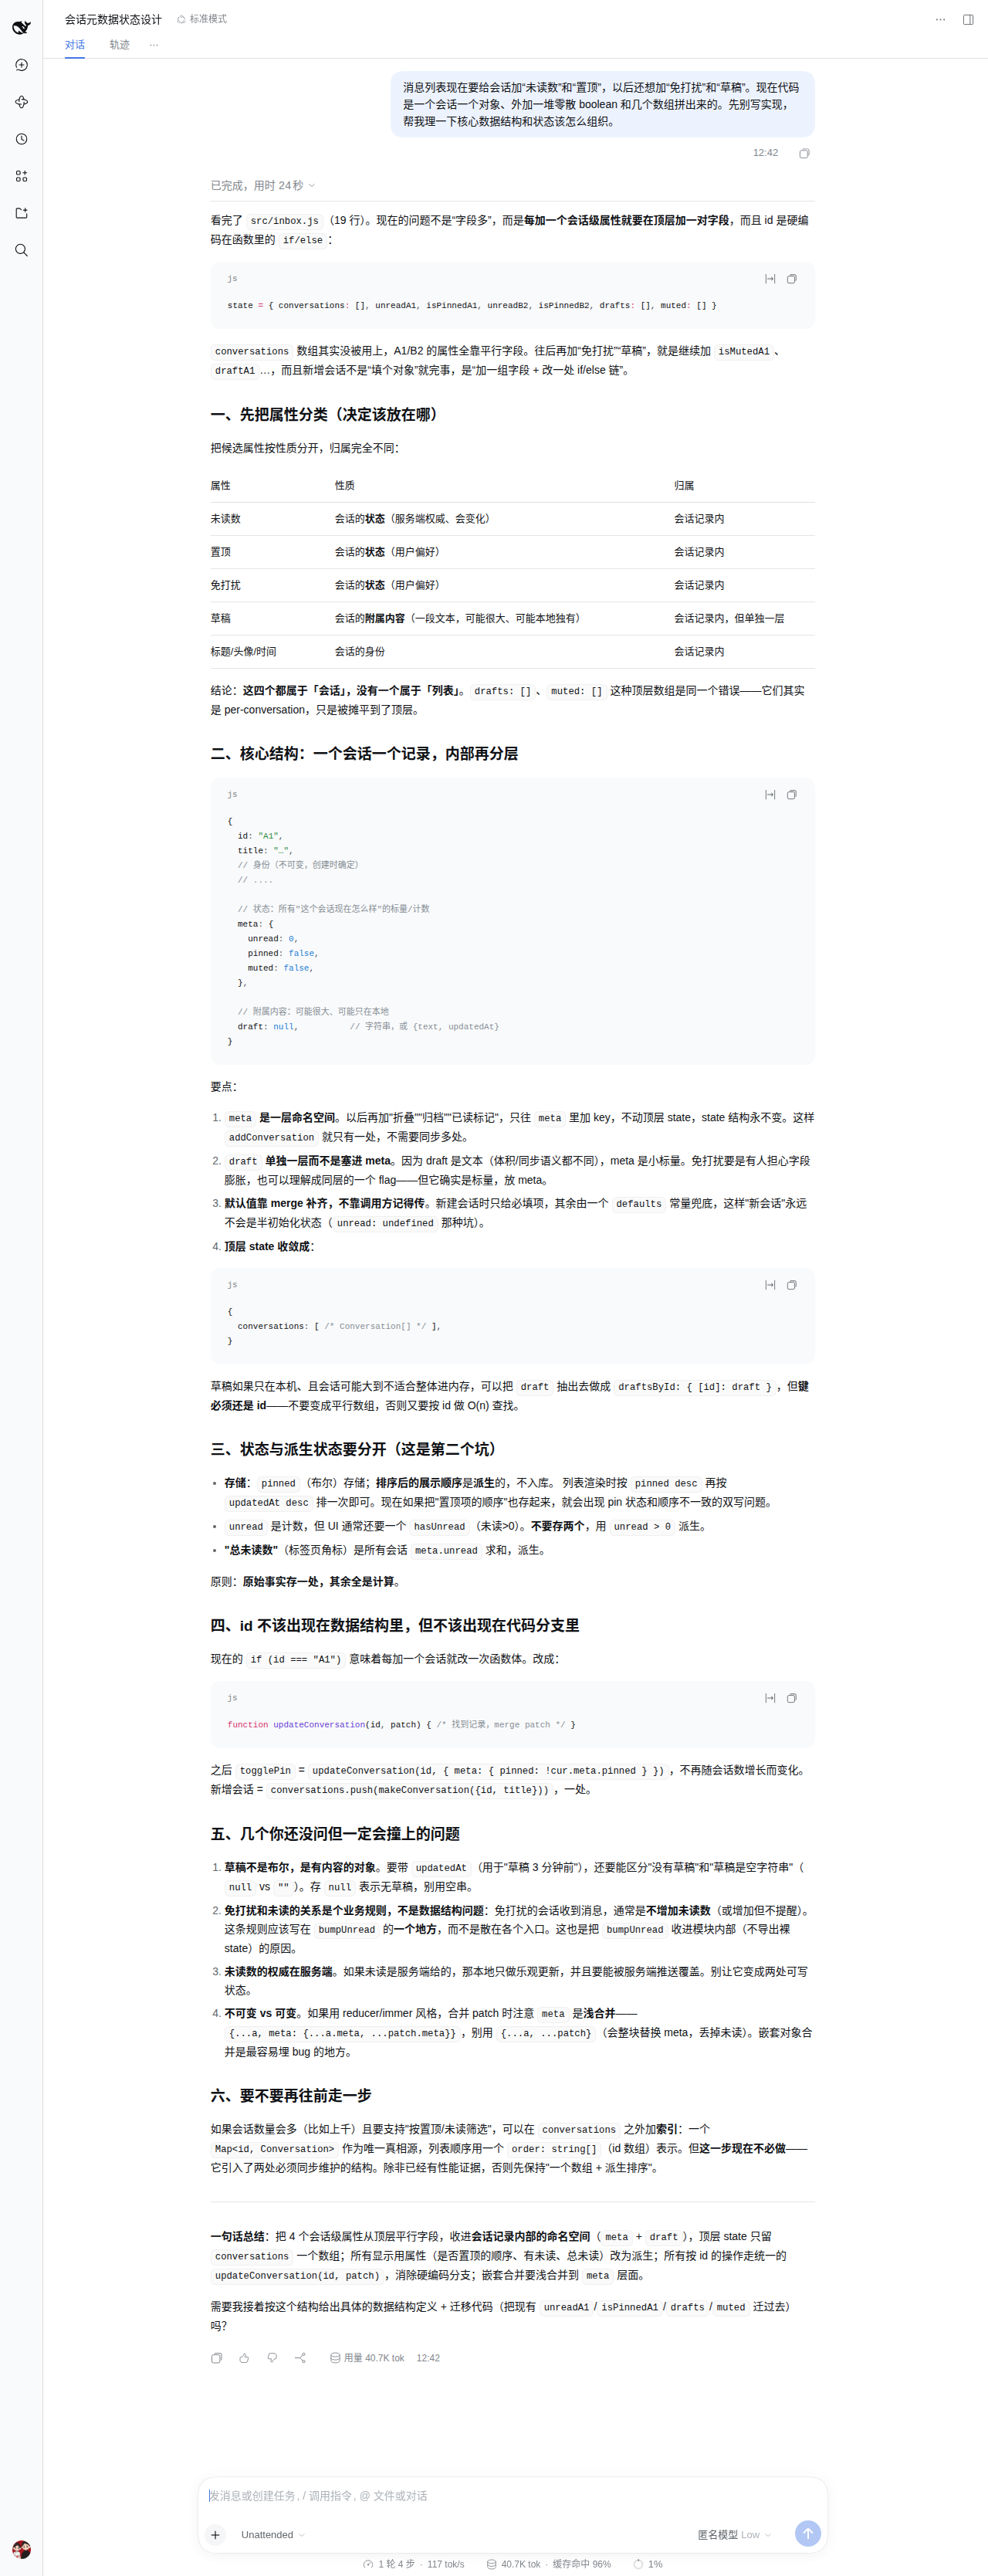 会话元数据状态设计 标准模式
对话 轨迹 ···
消息列表现在要给会话加“未读数”和“置顶”，以后还想加“免打扰”和“草稿”。现在代码
是一个会话一个对象、外加一堆零散 boolean 和几个数组拼出来的。先别写实现，
帮我理一下核心数据结构和状态该怎么组织。
12:42
已完成，用时 24 秒
看完了 src/inbox.js （19 行）。现在的问题不是“字段多”，而是每加一个会话级属性就要在顶层加一对字段，而且 id 是硬编
码在函数里的 if/else ：
js
state = { conversations: [], unreadA1, isPinnedA1, unreadB2, isPinnedB2, drafts: [], muted: [] }
conversations 数组其实没被用上，A1/B2 的属性全靠平行字段。往后再加“免打扰”“草稿”，就是继续加 isMutedA1 、
draftA1 …，而且新增会话不是“填个对象”就完事，是“加一组字段 + 改一处 if/else 链”。
一、先把属性分类（决定该放在哪）
把候选属性按性质分开，归属完全不同：
属性 性质 归属
未读数 会话的状态（服务端权威、会变化） 会话记录内
置顶 会话的状态（用户偏好） 会话记录内
免打扰 会话的状态（用户偏好） 会话记录内
草稿 会话的附属内容（一段文本，可能很大、可能本地独有） 会话记录内，但单独一层
标题/头像/时间 会话的身份 会话记录内
结论：这四个都属于「会话」，没有一个属于「列表」。 drafts: [] 、 muted: [] 这种顶层数组是同一个错误——它们其实
是 per-conversation，只是被摊平到了顶层。
二、核心结构：一个会话一个记录，内部再分层
js
{
id: "A1",
title: "…",
// 身份（不可变，创建时确定）
// ....
// 状态：所有"这个会话现在怎么样"的标量/计数
meta: {
unread: 0,
pinned: false,
muted: false,
},
// 附属内容：可能很大、可能只在本地
draft: null, // 字符串，或 {text, updatedAt}
}
要点：
1. meta 是一层命名空间。以后再加"折叠""归档""已读标记"，只往 meta 里加 key，不动顶层 state，state 结构永不变。这样
addConversation 就只有一处，不需要同步多处。
2. draft 单独一层而不是塞进 meta。因为 draft 是文本（体积/同步语义都不同），meta 是小标量。免打扰要是有人担心字段
膨胀，也可以理解成同层的一个 flag——但它确实是标量，放 meta。
3. 默认值靠 merge 补齐，不靠调用方记得传。新建会话时只给必填项，其余由一个 defaults 常量兜底，这样"新会话"永远
不会是半初始化状态（ unread: undefined 那种坑）。
4. 顶层 state 收敛成：
js
{
conversations: [ /* Conversation[] */ ],
}
草稿如果只在本机、且会话可能大到不适合整体进内存，可以把 draft 抽出去做成 draftsById: { [id]: draft } ，但键
必须还是 id——不要变成平行数组，否则又要按 id 做 O(n) 查找。
三、状态与派生状态要分开（这是第二个坑）
• 存储： pinned （布尔）存储；排序后的展示顺序是派生的，不入库。 列表渲染时按 pinned desc 再按
updatedAt desc 排一次即可。现在如果把"置顶项的顺序"也存起来，就会出现 pin 状态和顺序不一致的双写问题。
• unread 是计数，但 UI 通常还要一个 hasUnread （未读>0）。不要存两个，用 unread > 0 派生。
• "总未读数"（标签页角标）是所有会话 meta.unread 求和，派生。
原则：原始事实存一处，其余全是计算。
四、id 不该出现在数据结构里，但不该出现在代码分支里
现在的 if (id === "A1") 意味着每加一个会话就改一次函数体。改成：
js
function updateConversation(id, patch) { /* 找到记录，merge patch */ }
之后 togglePin = updateConversation(id, { meta: { pinned: !cur.meta.pinned } }) ，不再随会话数增长而变化。
新增会话 = conversations.push(makeConversation({id, title})) ，一处。
五、几个你还没问但一定会撞上的问题
1. 草稿不是布尔，是有内容的对象。要带 updatedAt （用于"草稿 3 分钟前"），还要能区分"没有草稿"和"草稿是空字符串"（
null vs "" ）。存 null 表示无草稿，别用空串。
2. 免打扰和未读的关系是个业务规则，不是数据结构问题：免打扰的会话收到消息，通常是不增加未读数（或增加但不提醒）。
这条规则应该写在 bumpUnread 的一个地方，而不是散在各个入口。这也是把 bumpUnread 收进模块内部（不导出裸
state）的原因。
3. 未读数的权威在服务端。如果未读是服务端给的，那本地只做乐观更新，并且要能被服务端推送覆盖。别让它变成两处可写
状态。
4. 不可变 vs 可变。如果用 reducer/immer 风格，合并 patch 时注意 meta 是浅合并——
{...a, meta: {...a.meta, ...patch.meta}} ，别用 {...a, ...patch} （会整块替换 meta，丢掉未读）。嵌套对象合
并是最容易埋 bug 的地方。
六、要不要再往前走一步
如果会话数量会多（比如上千）且要支持"按置顶/未读筛选"，可以在 conversations 之外加索引：一个
Map<id, Conversation> 作为唯一真相源，列表顺序用一个 order: string[] （id 数组）表示。但这一步现在不必做——
它引入了两处必须同步维护的结构。除非已经有性能证据，否则先保持"一个数组 + 派生排序"。
一句话总结：把 4 个会话级属性从顶层平行字段，收进会话记录内部的命名空间（ meta + draft ），顶层 state 只留
conversations 一个数组；所有显示用属性（是否置顶的顺序、有未读、总未读）改为派生；所有按 id 的操作走统一的
updateConversation(id, patch) ，消除硬编码分支；嵌套合并要浅合并到 meta 层面。
需要我接着按这个结构给出具体的数据结构定义 + 迁移代码（把现有 unreadA1 / isPinnedA1 / drafts / muted 迁过去）
吗？
用量 40.7K tok 12:42
发消息或创建任务, / 调用指令, @ 文件或对话
Unattended 匿名模型 Low
1 轮 4 步 · 117 tok/s 40.7K tok · 缓存命中 96% 1%